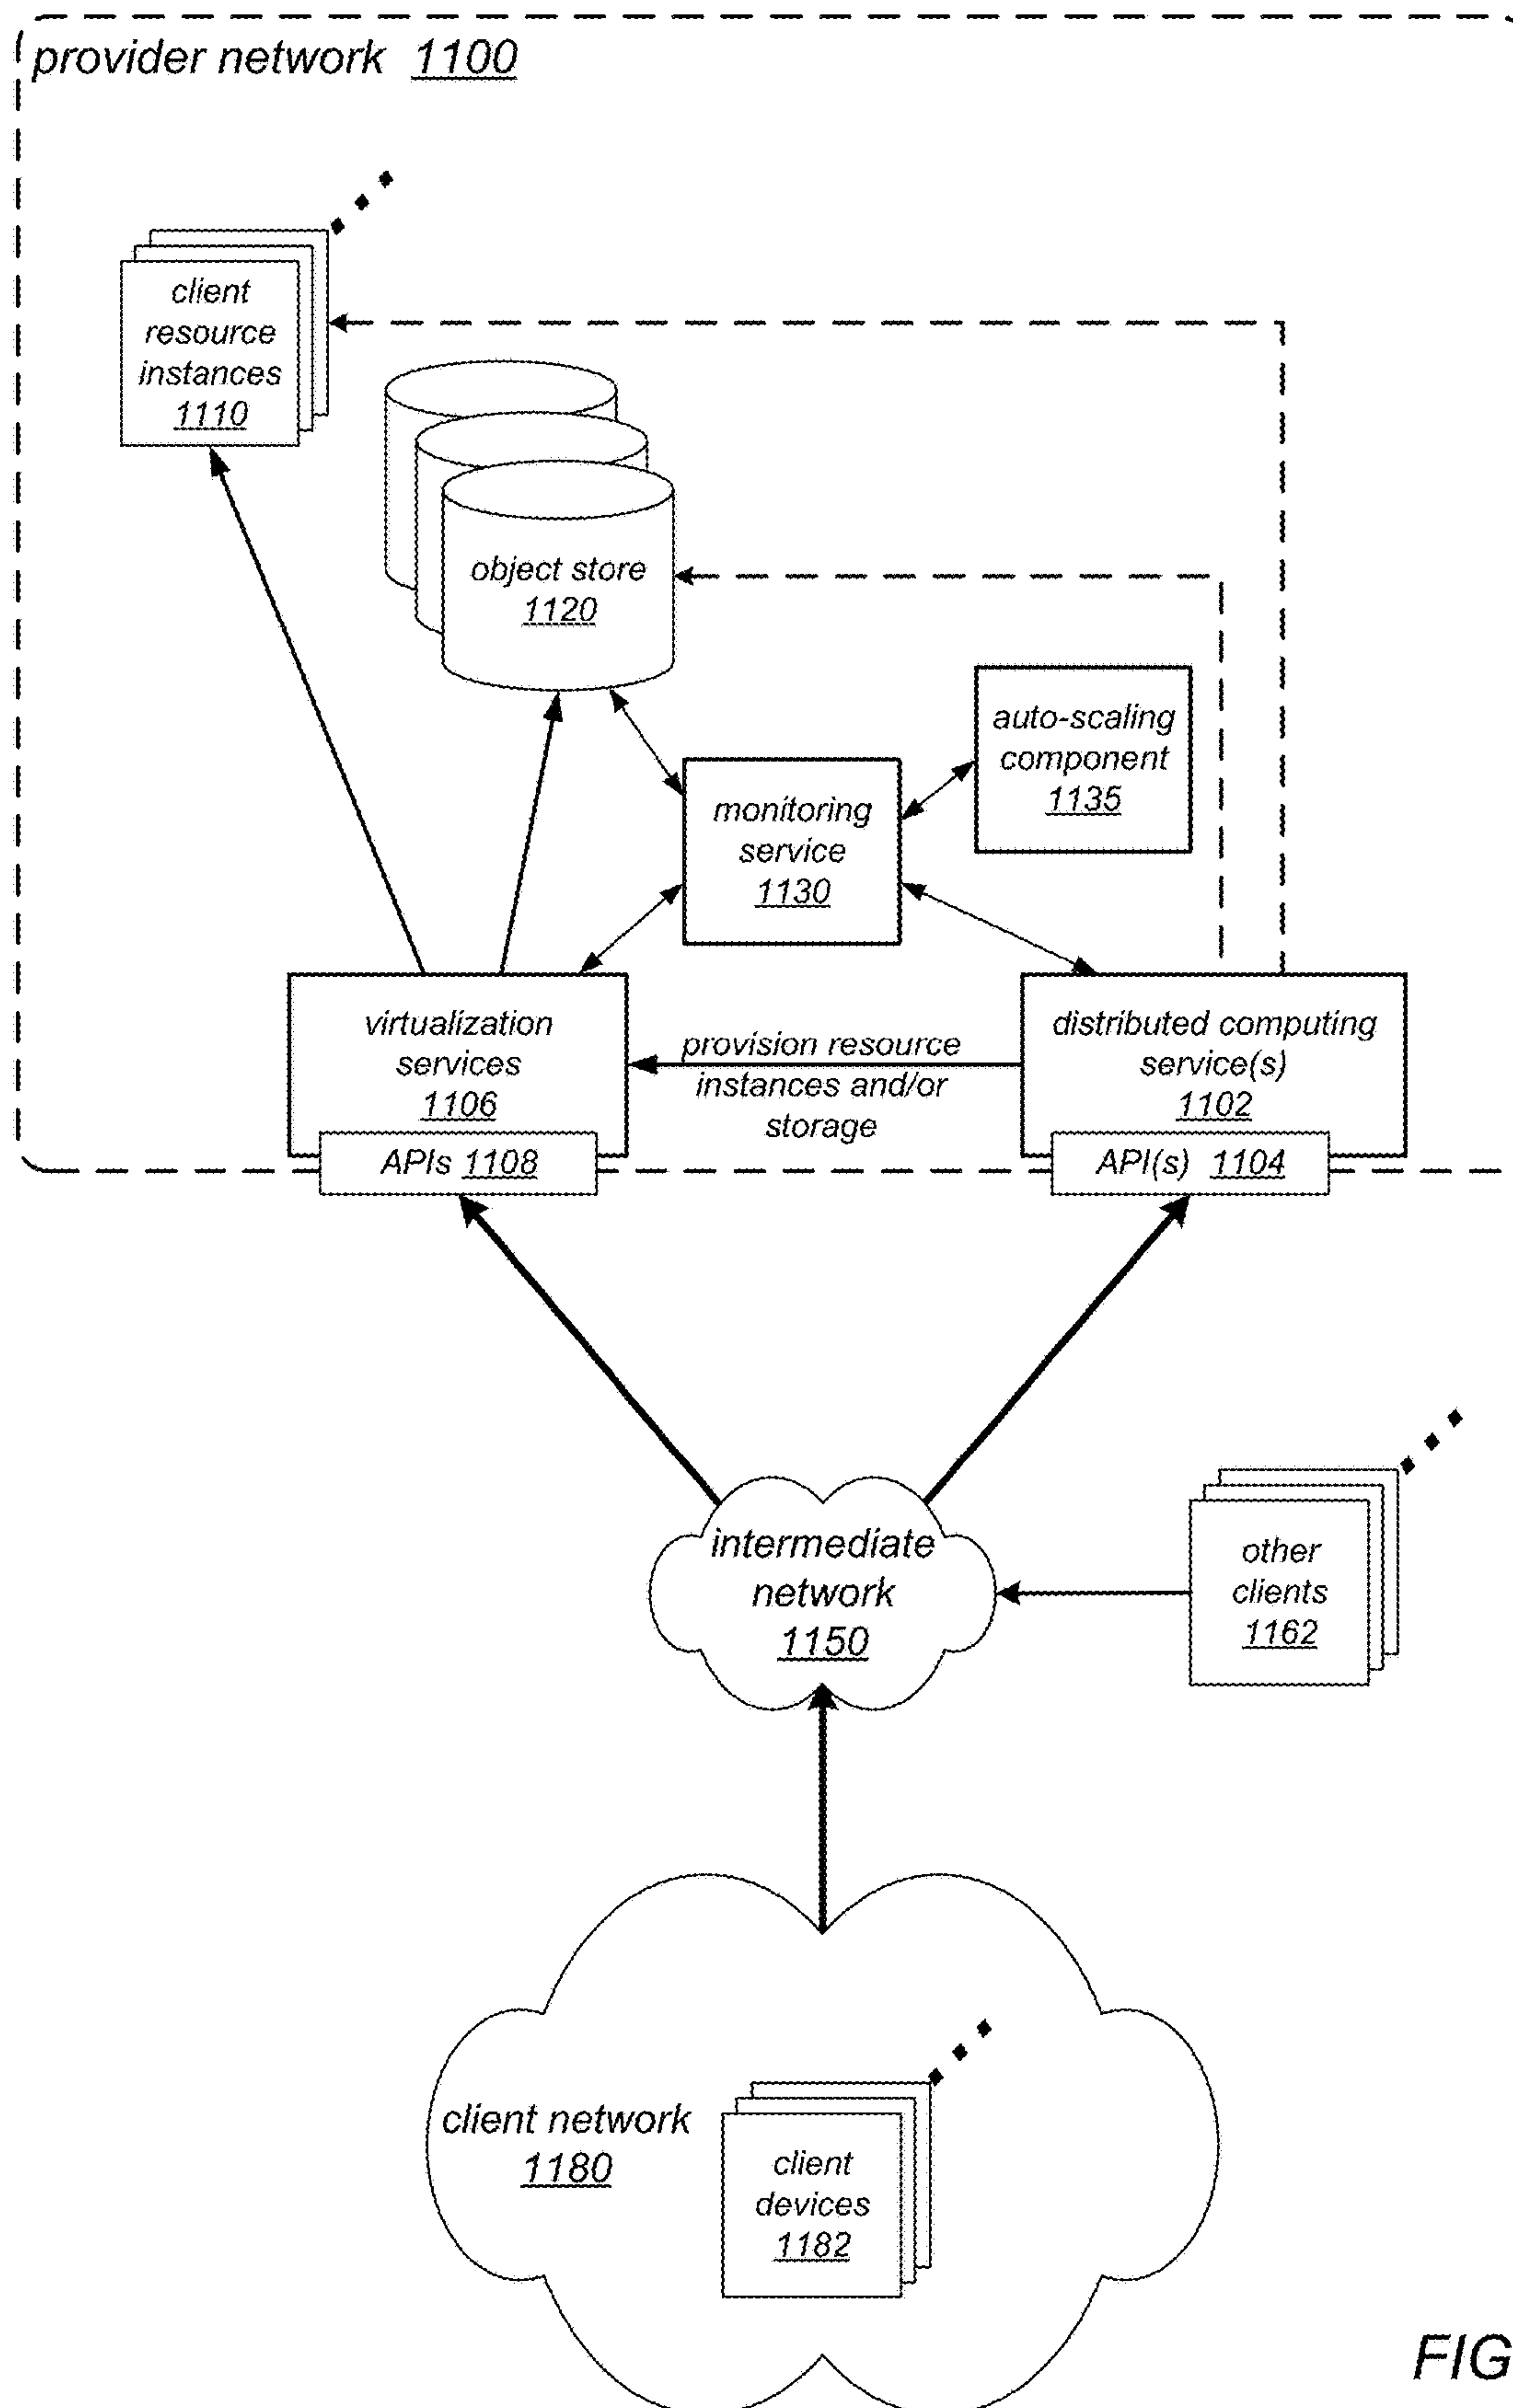 provider network 1100
client
resource
instances
1110
object store
1120
auto-scaling
component
1135
monitoring
service
1130
virtualization
services
1106
APIs 1108
provision resource
instances and/or
storage
distributed computing
service(s)
1102
API(s) 1104
intermediate
network
1150
other
clients
1162
client network
1180
client
devices
1182
FIG